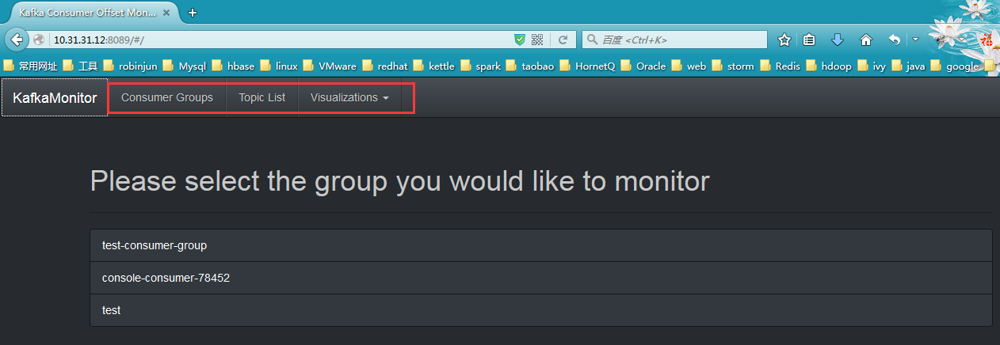 Kafka Consumer Offset Mon...
10.31.31.12:8089/#/
百度 <Ctrl+K>
福
常用网址 工具 robinjun Mysql hbase linux VMware redhat kettle spark taobao HornetQ Oracle web storm Redis hdoop ivy java google
KafkaMonitor Consumer Groups Topic List Visualizations
Please select the group you would like to monitor
test-consumer-group
console-consumer-78452
test